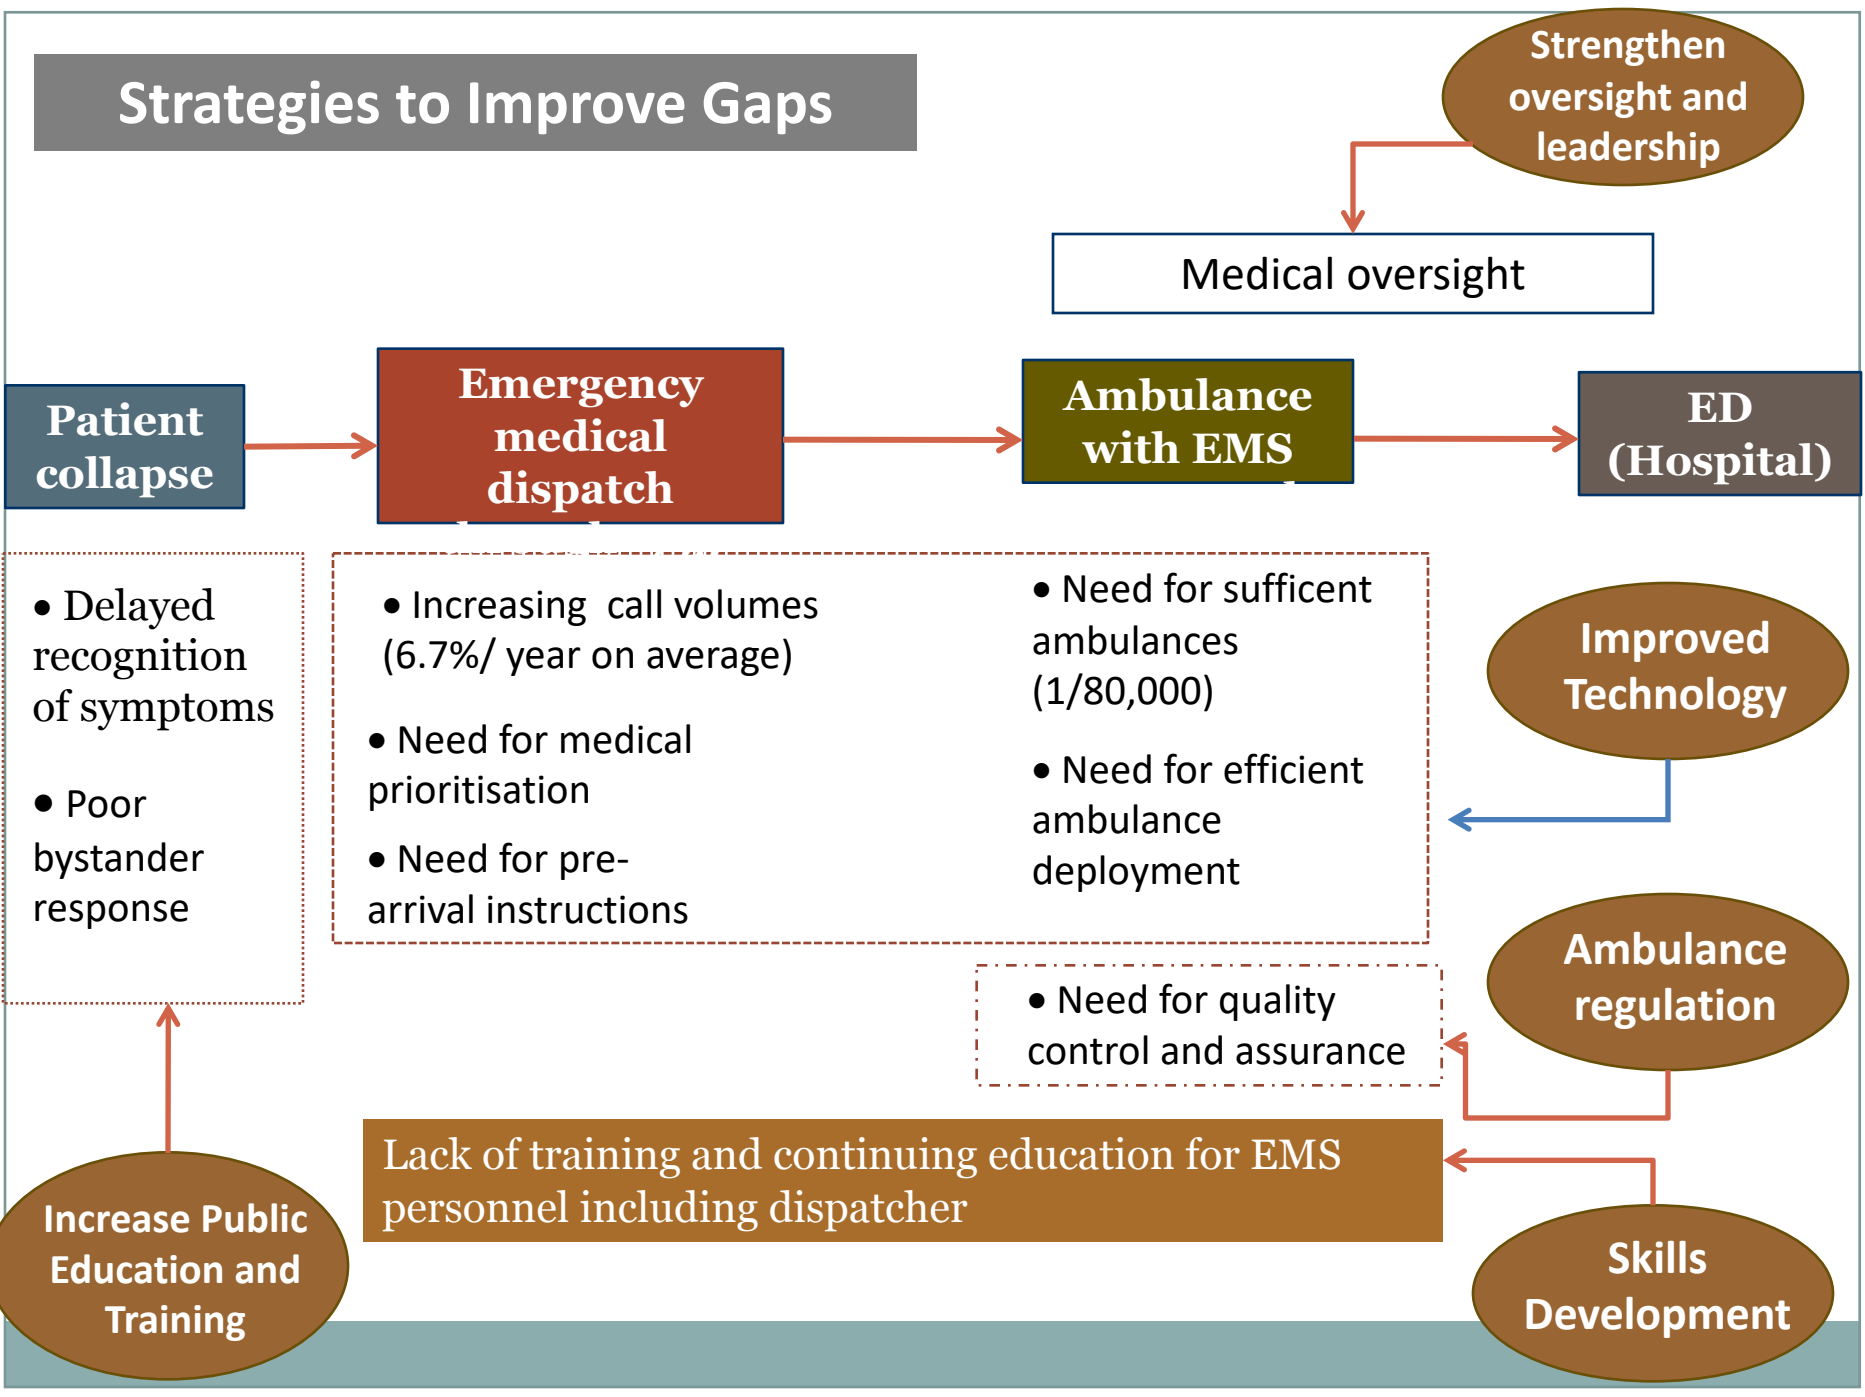 Strategies to Improve Gaps
Strengthen
oversight and
leadership
Medical oversight
Patient
collapse
Emergency
medical
dispatch
Ambulance
with EMS
ED
(Hospital)
• Delayed
recognition
of symptoms
• Poor
bystander
response
• Increasing call volumes
(6.7%/ year on average)
• Need for medical
prioritisation
• Need for pre-
arrival instructions
• Need for sufficent
ambulances
(1/80,000)
• Need for efficient
ambulance
deployment
Improved
Technology
• Need for quality
control and assurance
Ambulance
regulation
Lack of training and continuing education for EMS
personnel including dispatcher
Increase Public
Education and
Training
Skills
Development